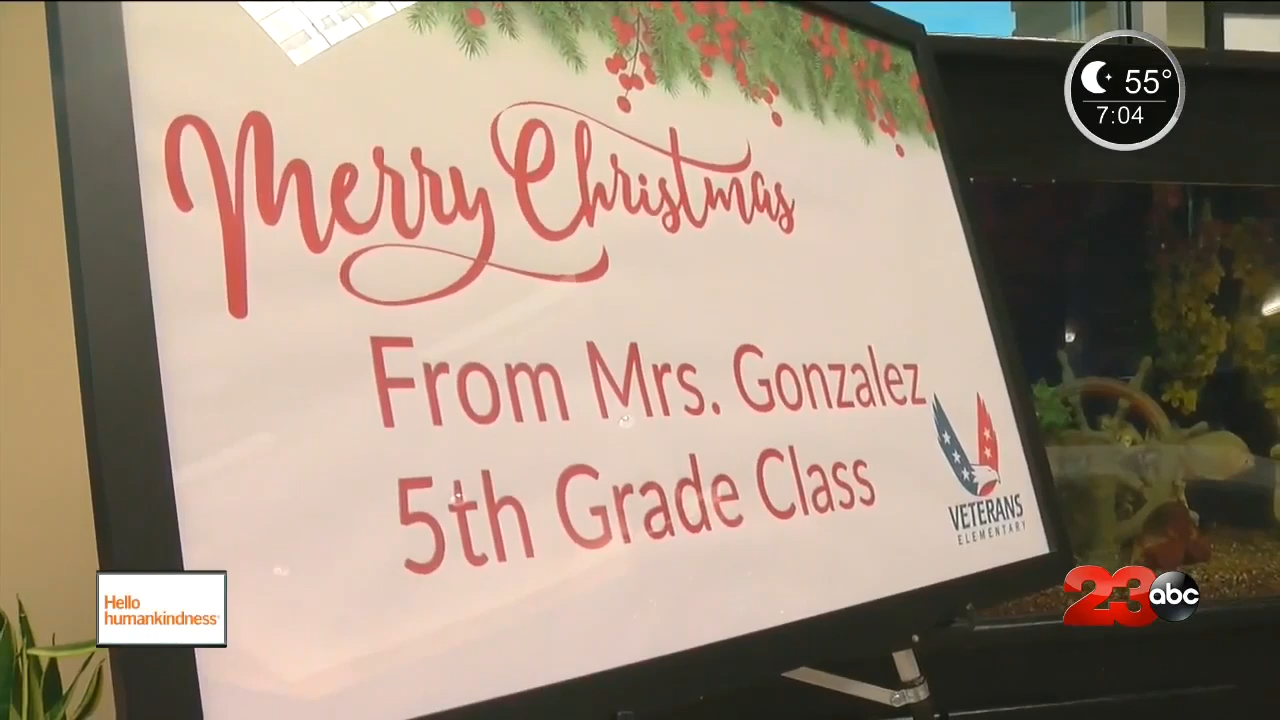 55°
7:04
Merry Christmas
From Mrs. Gonzalez
5th Grade Class
VETERANS
ELEMENTARY
Hello
humankindness
23 abc